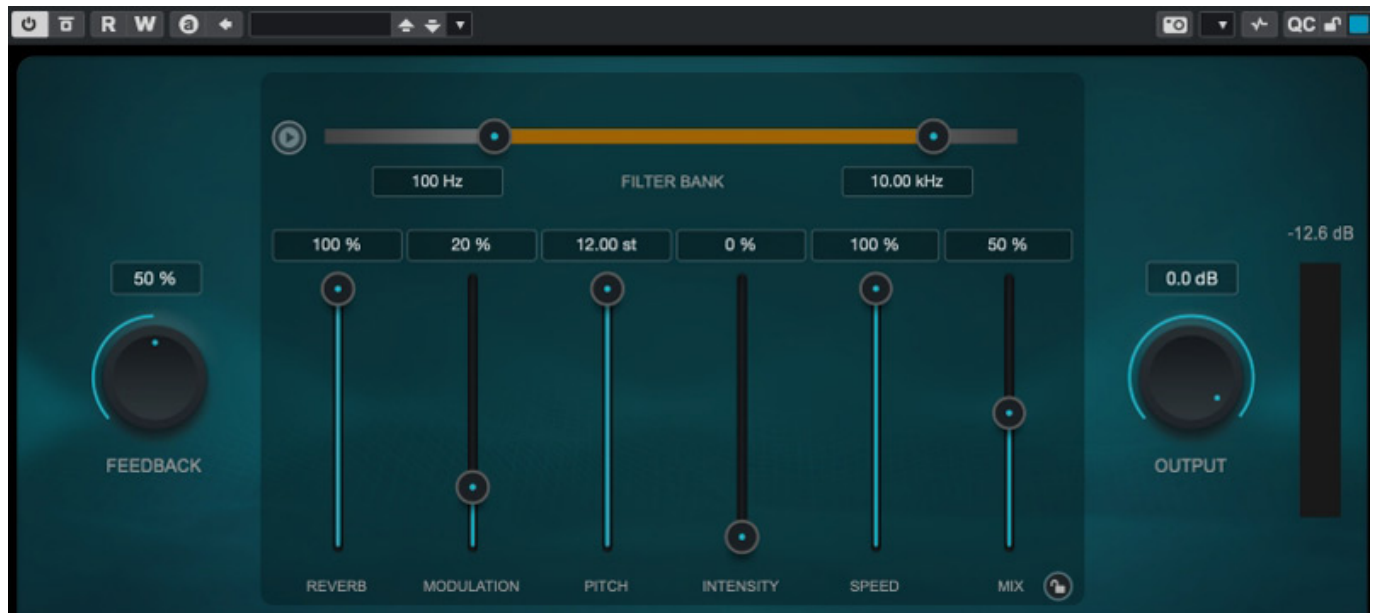 R W a QC
100 Hz FILTER BANK 10.00 kHz
100 % 20 % 12.00 st 0 % 100 % 50 %
-12.6 dB
50 %
0.0 dB
FEEDBACK
OUTPUT
REVERB MODULATION PITCH INTENSITY SPEED MIX